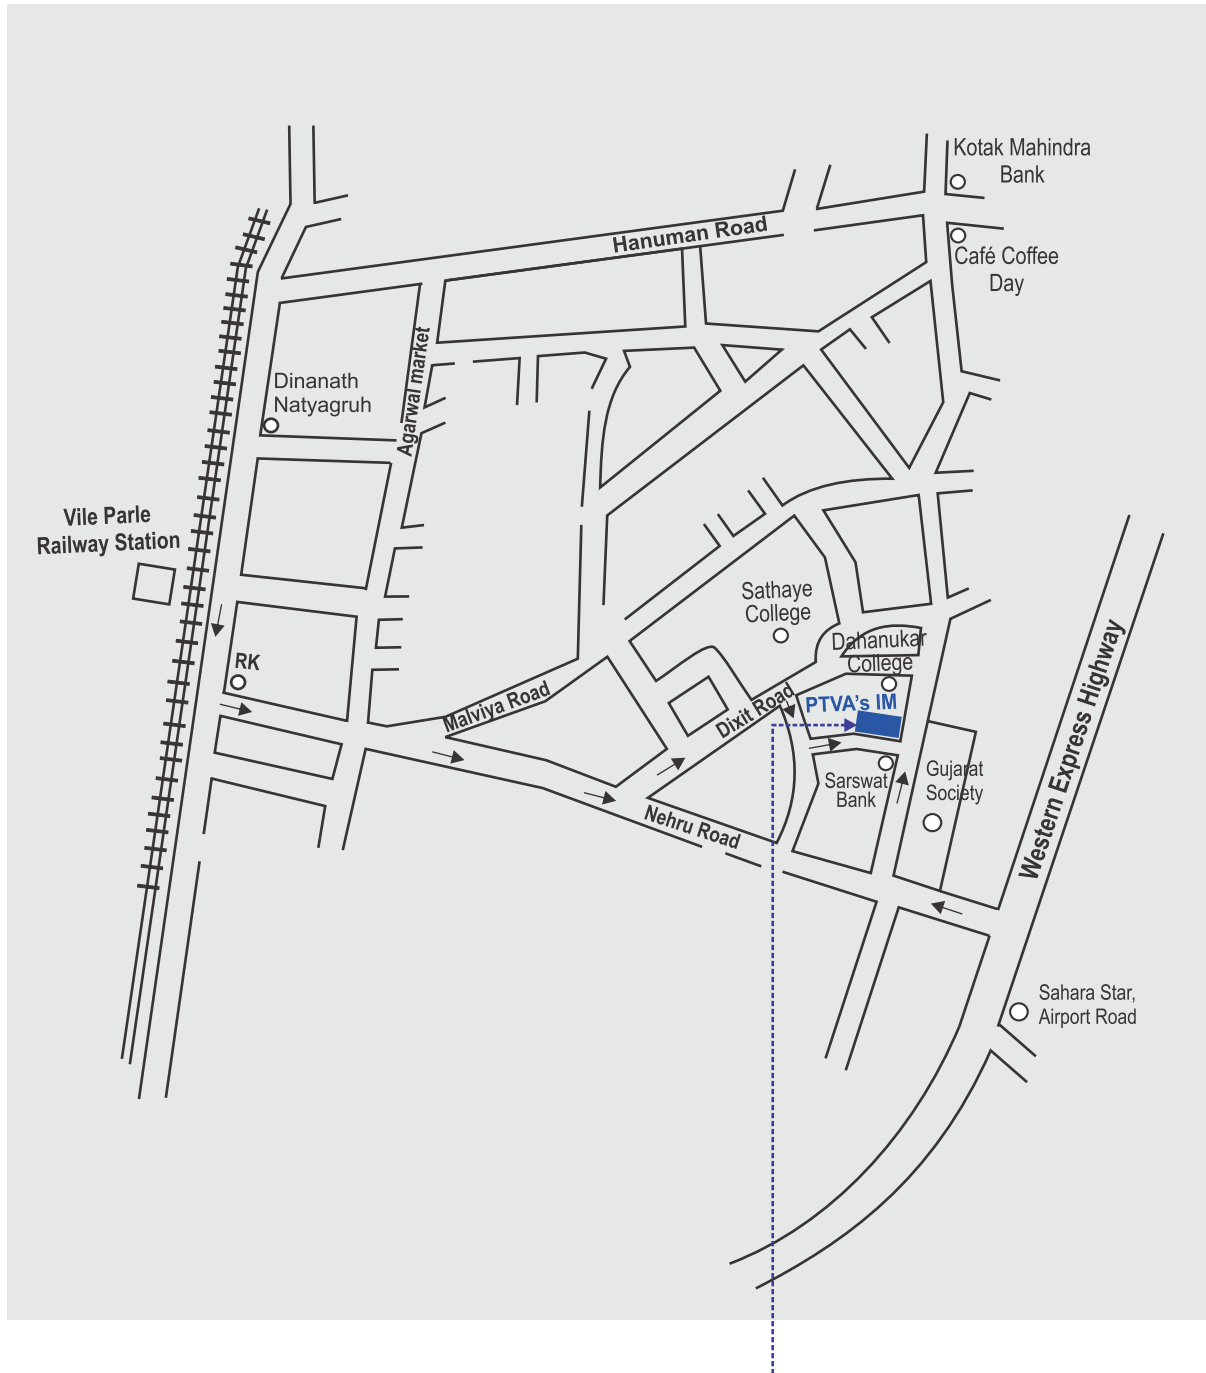 Kotak Mahindra
Bank
Hanuman Road
Café Coffee
Day
Agarwal market
Dinanath
Natyagruh
Vile Parle
Railway Station
Sathaye
College
Dahanukar
College
RK
Malviya Road
Dixit Road
PTVA's IM
Western Express Highway
Sarswat
Bank
Gujarat
Society
Nehru Road
Sahara Star,
Airport Road